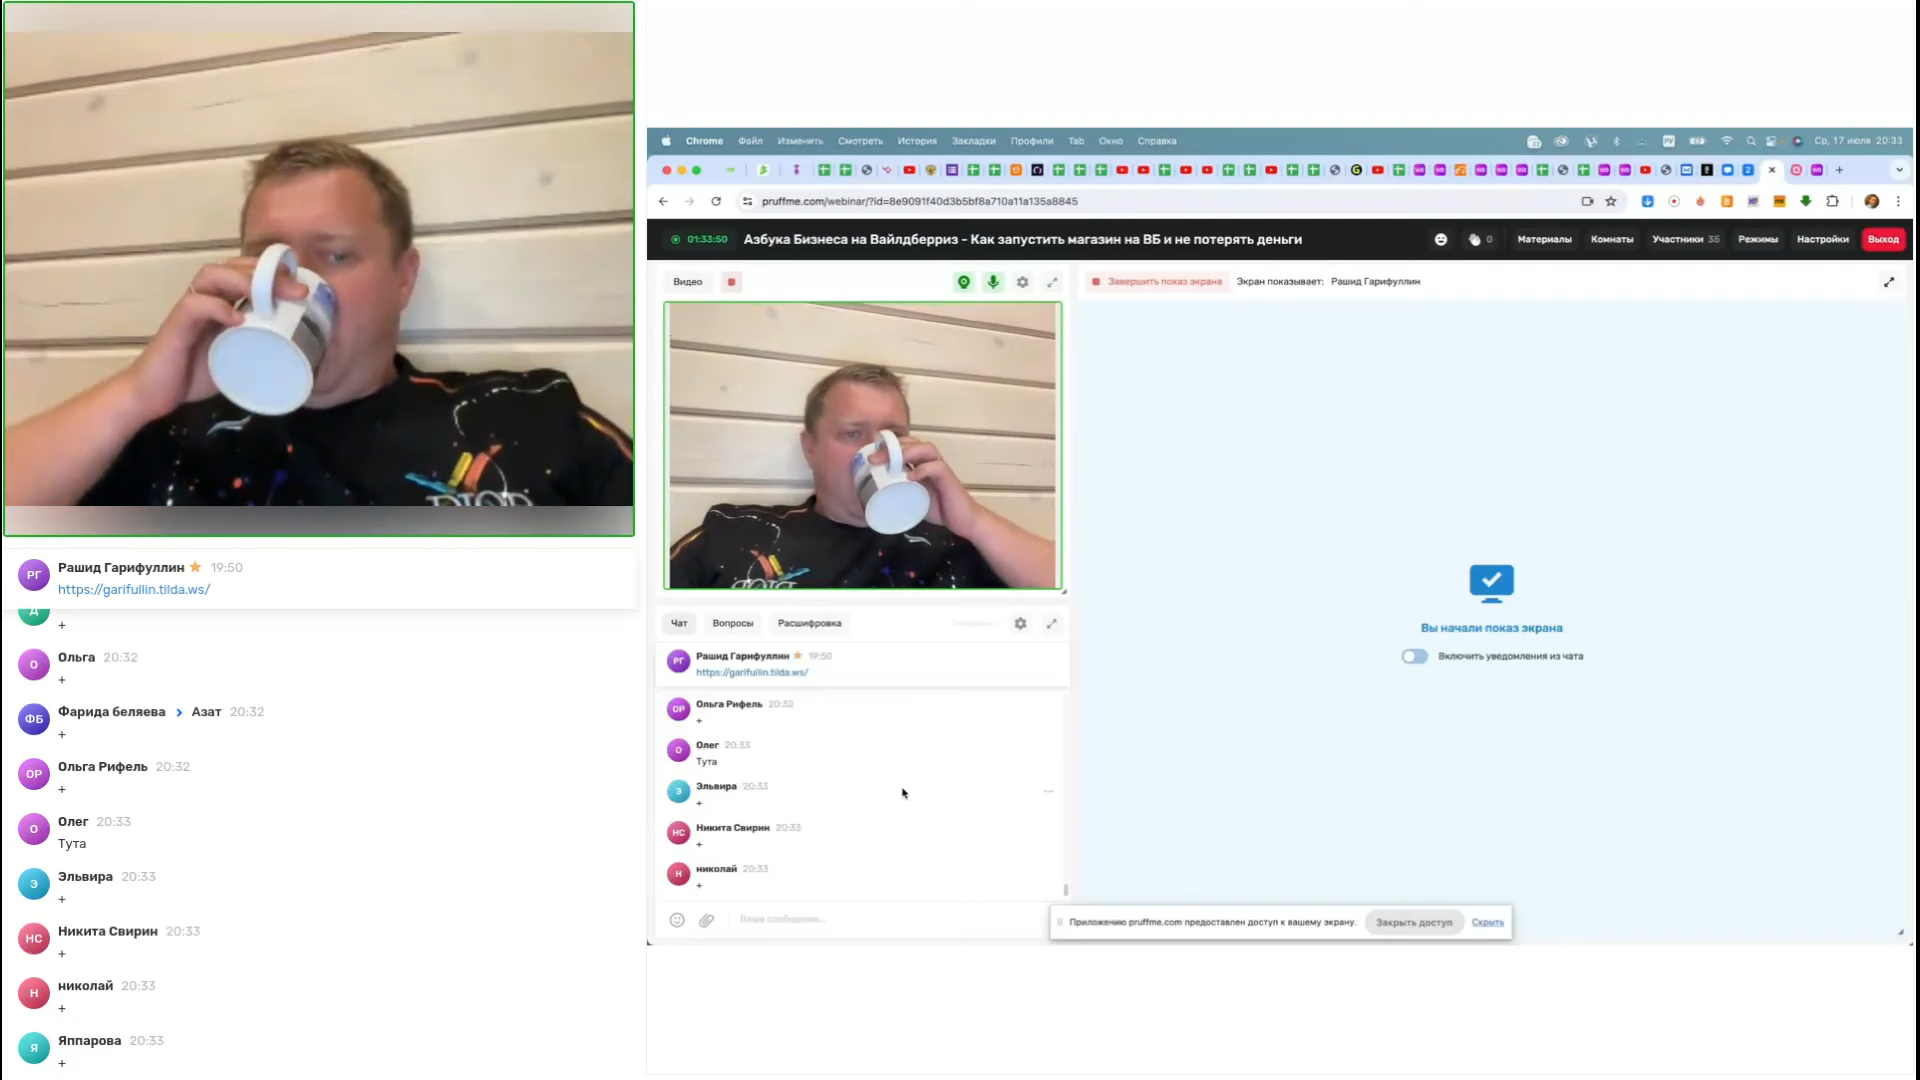 Рашид Гарифуллин 19:50
https://garifullin.tilda.ws/
+
Ольга 20:32
+
Фарида беляева > Азат 20:32
+
Ольга Рифель 20:32
+
Олег 20:33
Тута
Эльвира 20:33
+
Никита Свирин 20:33
+
николай 20:33
+
Яппарова 20:33
+
Chrome Файл Изменить Смотреть История Закладки Профили Tab Окно Справка Ср, 17 июля 20:33
pruffme.com/webinar/?id=8e9091f40d3b5bf8a710a11a135a8845
01:33:50 Азбука Бизнеса на Вайлдберриз - Как запустить магазин на ВБ и не потерять деньги 0 Материалы Комнаты Участники 35 Режимы Настройки Выход
Видео
Завершить показ экрана Экран показывает: Рашид Гарифуллин
Чат Вопросы Расшифровка
Рашид Гарифуллин 19:50
https://garifullin.tilda.ws/
Ольга Рифель 20:32
+
Олег 20:33
Тута
Эльвира 20:33
+
Никита Свирин 20:33
+
николай 20:33
+
Ваше сообщение...
Вы начали показ экрана
Включить уведомления из чата
Приложению pruffme.com предоставлен доступ к вашему экрану. Закрыть доступ Скрыть